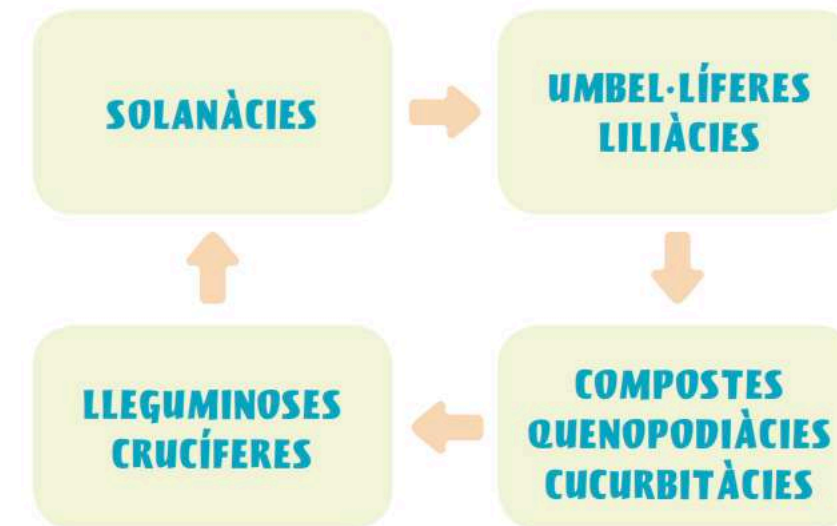 SOLANÀCIES
UMBEL·LÍFERES
LILIÀCIES
LLEGUMINOSES
CRUCÍFERES
COMPOSTES
QUENOPODIÀCIES
CUCURBITÀCIES